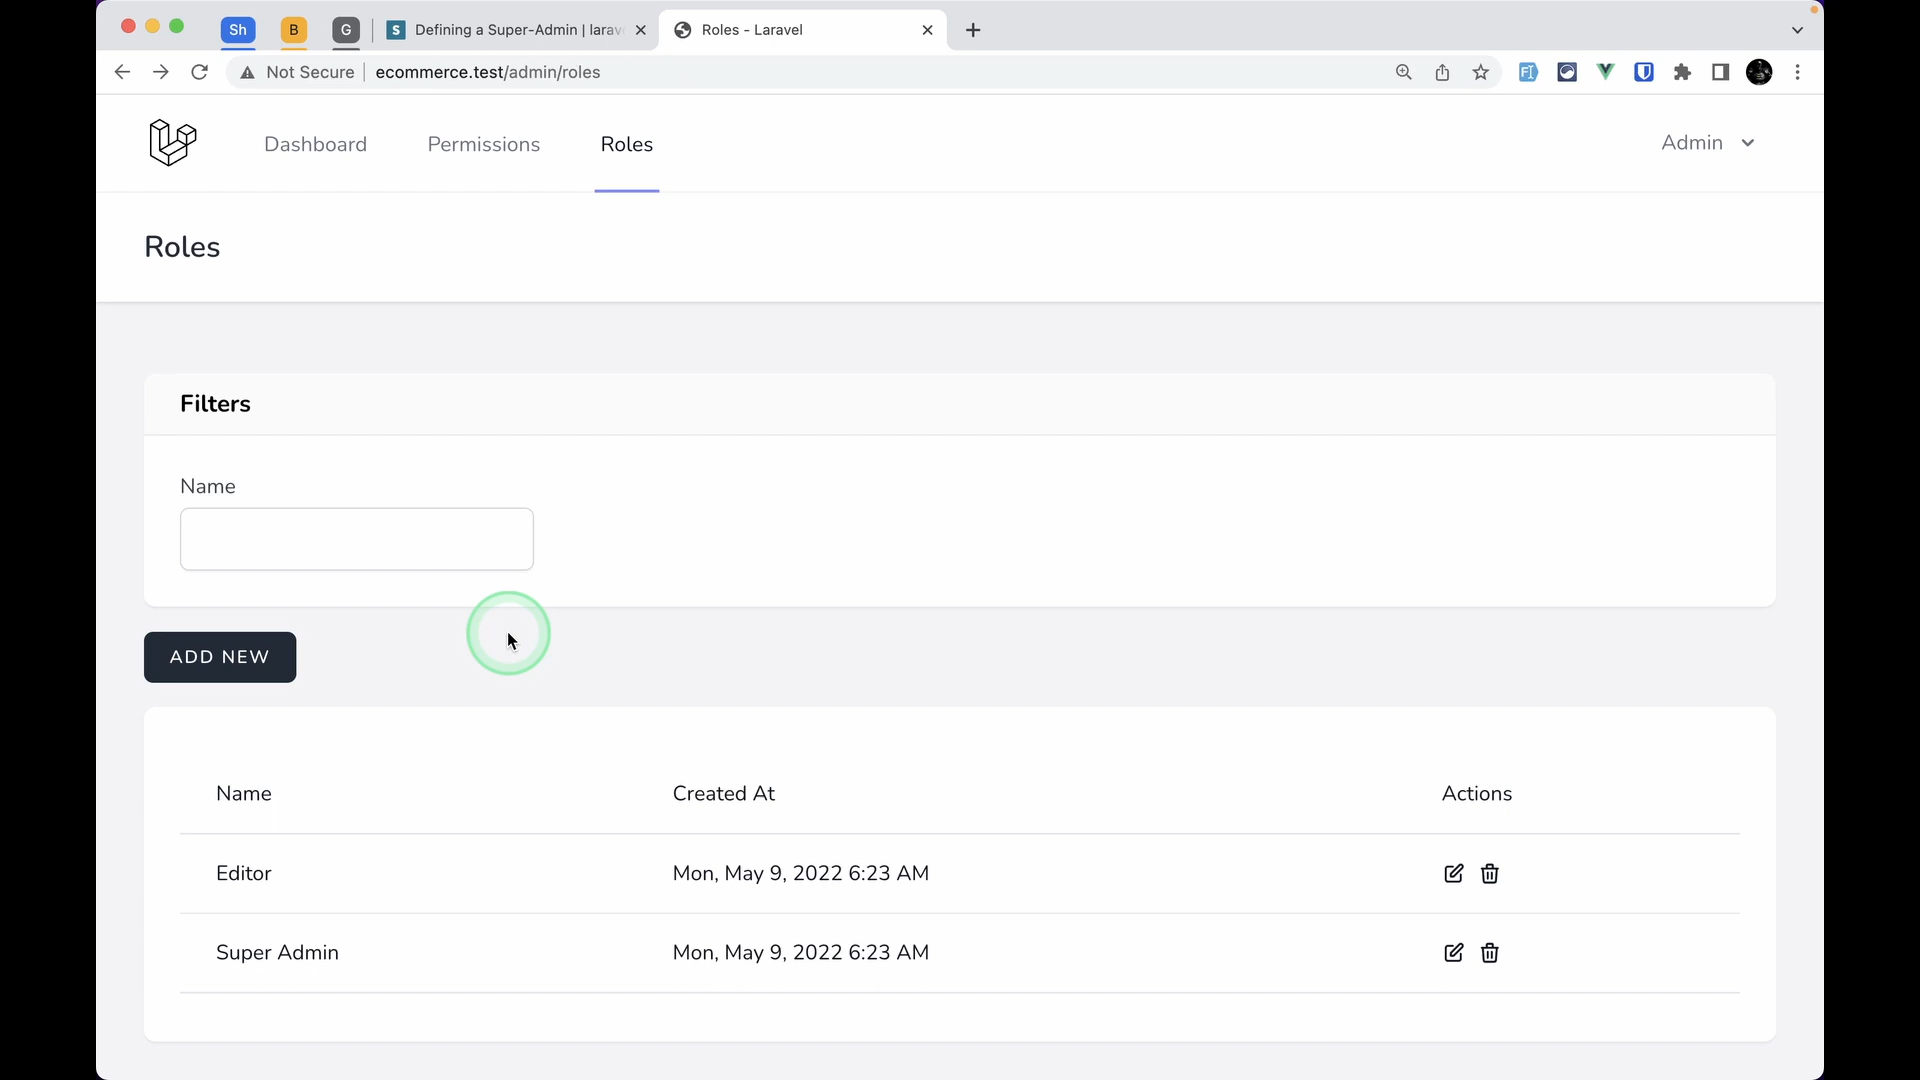 Sh
B
G
S
Defining a Super-Admin | larav
Roles - Laravel
Not Secure
ecommerce.test/admin/roles
Dashboard
Permissions
Roles
Admin
Roles
Filters
Name
ADD NEW
Name
Created At
Actions
Editor
Mon, May 9, 2022 6:23 AM
Super Admin
Mon, May 9, 2022 6:23 AM